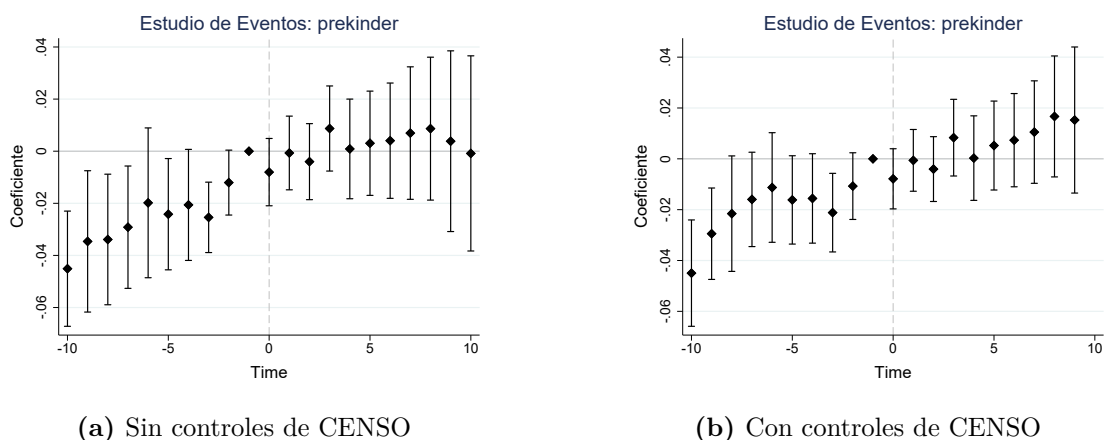 Estudio de Eventos: prekinder
.04
.02
0
-.02
-.04
-.06
Coeficiente
-10 -5 0 5 10
Time
(a) Sin controles de CENSO
Estudio de Eventos: prekinder
.04
.02
0
-.02
-.04
-.06
Coeficiente
-10 -5 0 5 10
Time
(b) Con controles de CENSO